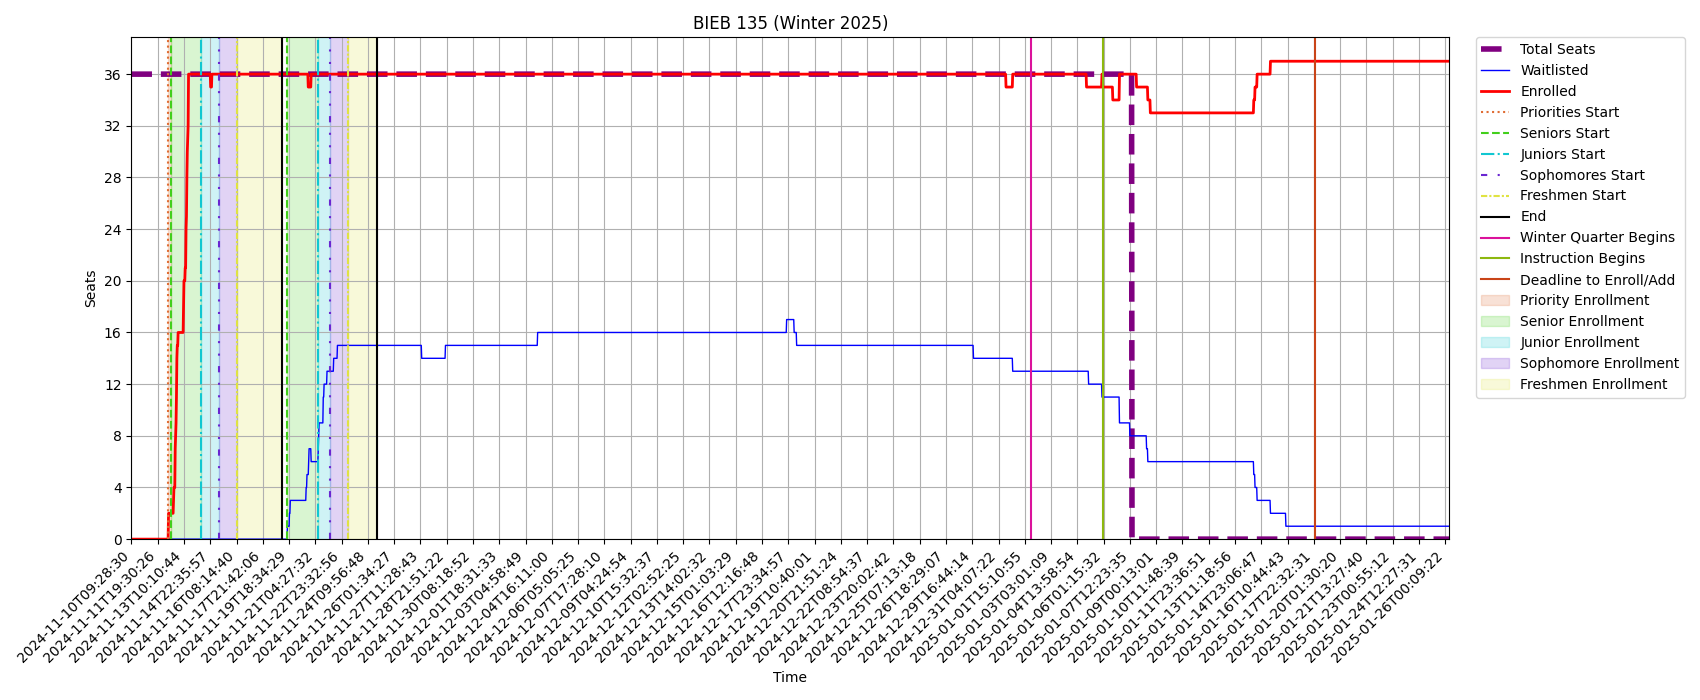 BIEB 135 (Winter 2025)
Seats
36
32
28
24
20
16
12
8
4
0
2024-11-10T09:28:30
2024-11-11T19:30:26
2024-11-13T10:10:44
2024-11-14T22:35:57
2024-11-16T08:14:40
2024-11-17T21:42:06
2024-11-19T18:34:29
2024-11-21T04:27:32
2024-11-22T23:32:56
2024-11-24T09:56:48
2024-11-26T01:34:27
2024-11-27T11:28:43
2024-11-28T21:51:22
2024-11-30T08:18:52
2024-12-01T18:31:33
2024-12-03T04:58:49
2024-12-04T16:11:00
2024-12-06T05:05:25
2024-12-07T17:28:10
2024-12-09T04:24:54
2024-12-10T15:32:37
2024-12-12T02:52:25
2024-12-13T14:02:32
2024-12-15T01:03:29
2024-12-16T12:16:48
2024-12-17T23:34:57
2024-12-19T10:40:01
2024-12-20T21:51:24
2024-12-22T08:54:37
2024-12-23T20:02:42
2024-12-25T07:13:18
2024-12-26T18:29:07
2024-12-29T16:44:14
2024-12-31T04:07:22
2025-01-01T15:10:55
2025-01-03T03:01:09
2025-01-04T13:58:54
2025-01-06T01:15:32
2025-01-07T12:23:35
2025-01-09T00:13:01
2025-01-10T11:48:39
2025-01-11T23:36:51
2025-01-13T11:18:56
2025-01-14T23:06:47
2025-01-16T10:44:43
2025-01-17T22:32:31
2025-01-20T01:30:20
2025-01-21T13:27:40
2025-01-23T00:55:12
2025-01-24T12:27:31
2025-01-26T00:09:22
Time
Total Seats
Waitlisted
Enrolled
Priorities Start
Seniors Start
Juniors Start
Sophomores Start
Freshmen Start
End
Winter Quarter Begins
Instruction Begins
Deadline to Enroll/Add
Priority Enrollment
Senior Enrollment
Junior Enrollment
Sophomore Enrollment
Freshmen Enrollment